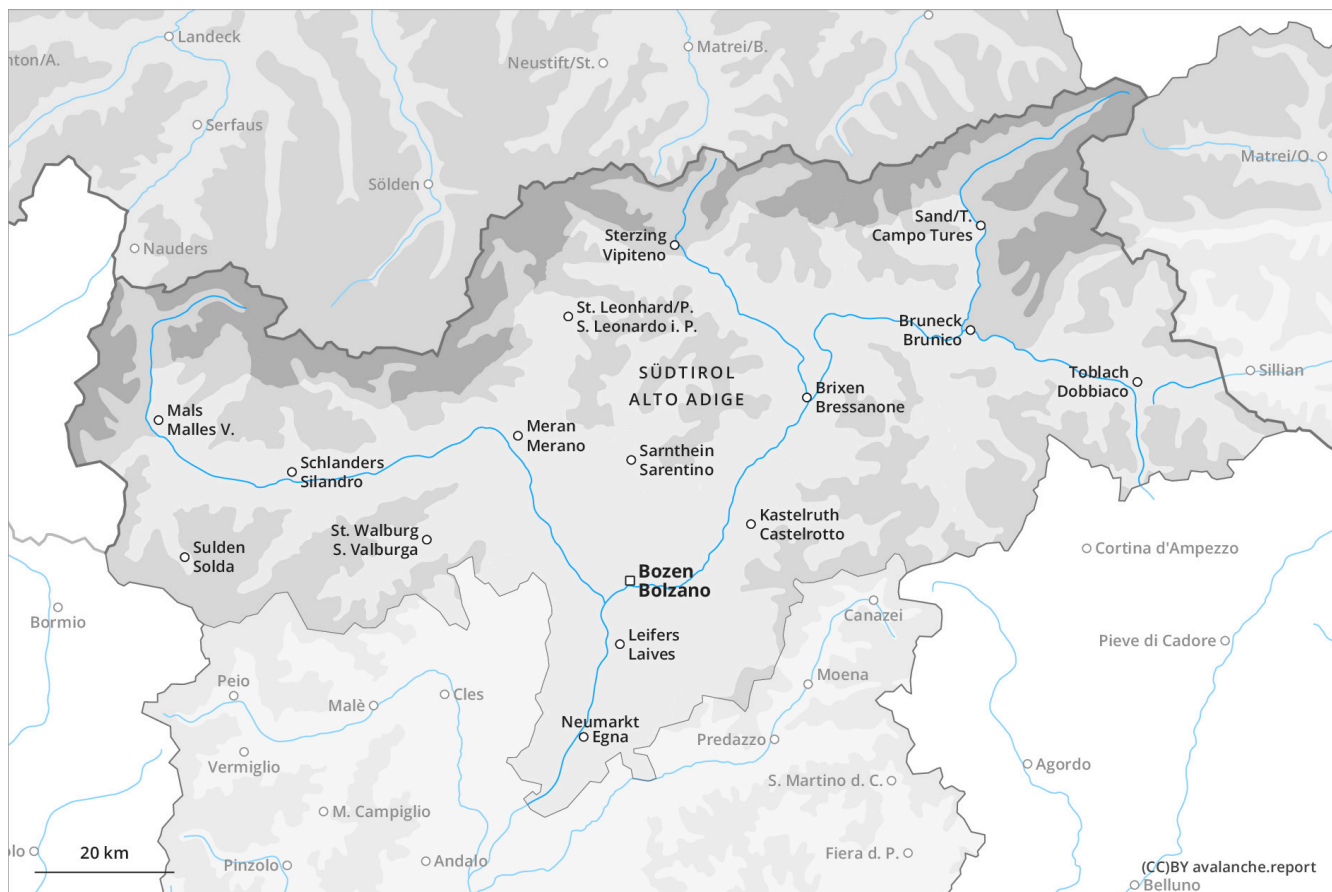 Landeck
nton/A.
Matrei/B.
Neustift/St.
Serfaus
Matrei/O.
Sölden
Sand/T.
Campo Tures
Nauders
Sterzing
Vipiteno
St. Leonhard/P.
S. Leonardo i. P.
Bruneck
Brunico
SÜDTIROL
ALTO ADIGE
Toblach
Dobbiaco
Sillian
Brixen
Bressanone
Mals
Malles V.
Meran
Merano
Schlanders
Silandro
Sarnthein
Sarentino
Kastelruth
Castelrotto
St. Walburg
S. Valburga
Sulden
Solda
Cortina d'Ampezzo
Bozen
Bolzano
Bormio
Canazei
Leifers
Laives
Pieve di Cadore
Peio
Malè
Cles
Moena
Neumarkt
Egna
Predazzo
Vermiglio
Agordo
S. Martino d. C.
M. Campiglio
olo
20 km
Pinzolo
Andalo
Fiera d. P.
(CC)BY avalanche.report
Belluno